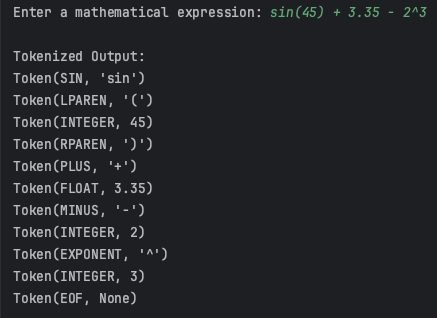 Enter a mathematical expression: sin(45) + 3.35 - 2^3
Tokenized Output:
Token(SIN, 'sin')
Token(LPAREN, '(')
Token(INTEGER, 45)
Token(RPAREN, ')')
Token(PLUS, '+')
Token(FLOAT, 3.35)
Token(MINUS, '-')
Token(INTEGER, 2)
Token(EXPONENT, '^')
Token(INTEGER, 3)
Token(EOF, None)